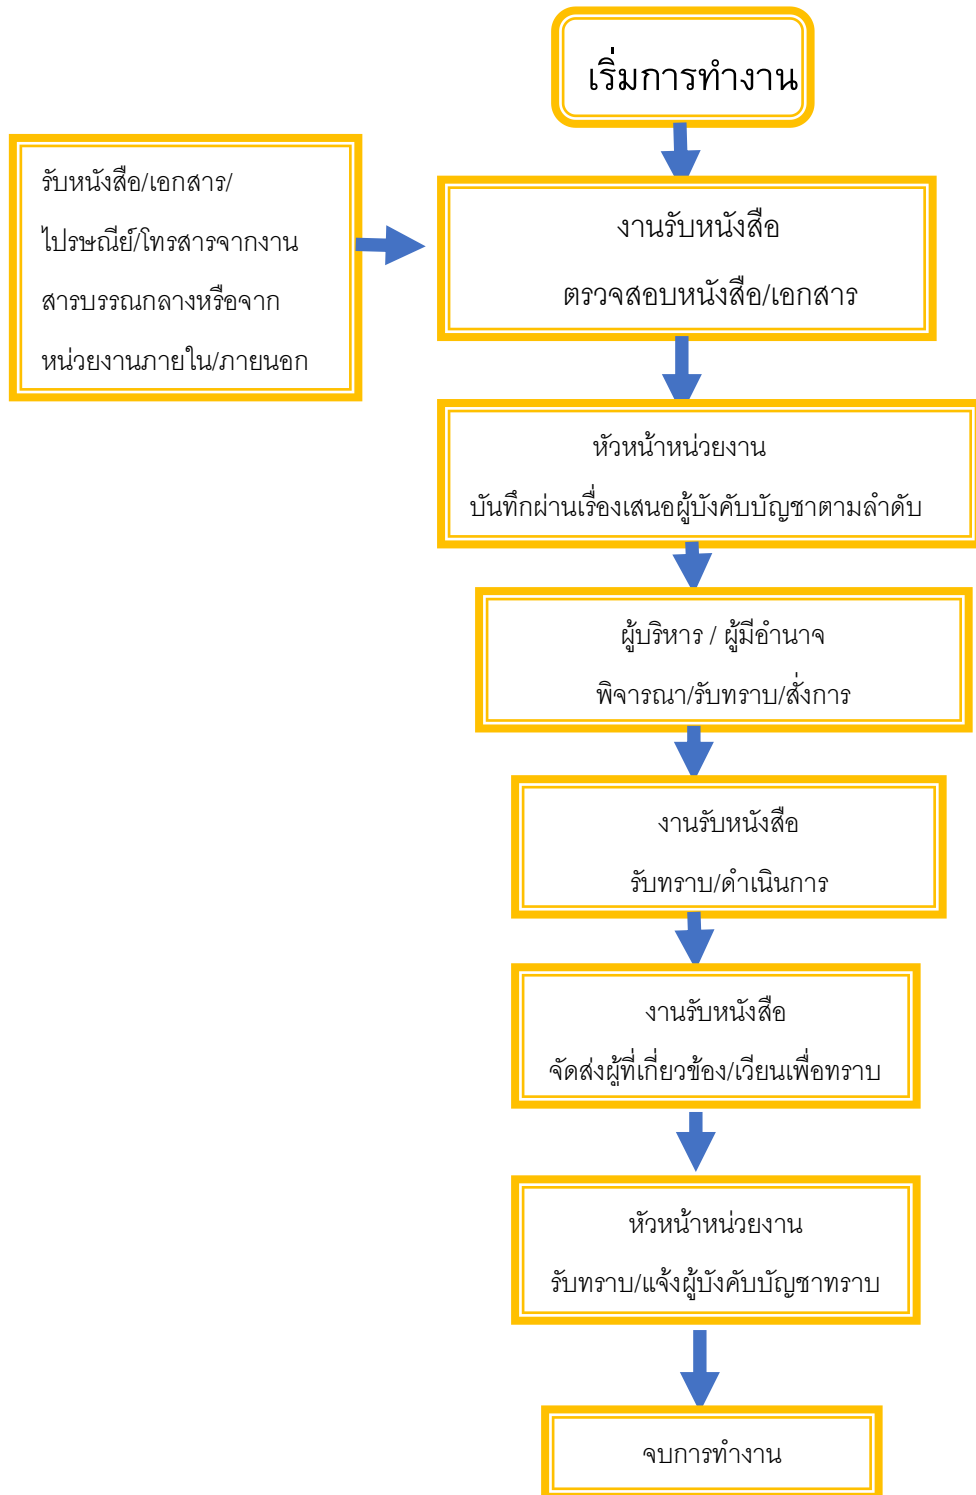 เริ่มการทำงาน
รับหนังสือ/เอกสาร/
ไปรษณีย์/โทรสารจากงาน
สารบรรณกลางหรือจาก
หน่วยงานภายใน/ภายนอก
งานรับหนังสือ
ตรวจสอบหนังสือ/เอกสาร
หัวหน้าหน่วยงาน
บันทึกผ่านเรื่องเสนอผู้บังคับบัญชาตามลำดับ
ผู้บริหาร / ผู้มีอำนาจ
พิจารณา/รับทราบ/สั่งการ
งานรับหนังสือ
รับทราบ/ดำเนินการ
งานรับหนังสือ
จัดส่งผู้ที่เกี่ยวข้อง/เวียนเพื่อทราบ
หัวหน้าหน่วยงาน
รับทราบ/แจ้งผู้บังคับบัญชาทราบ
จบการทำงาน